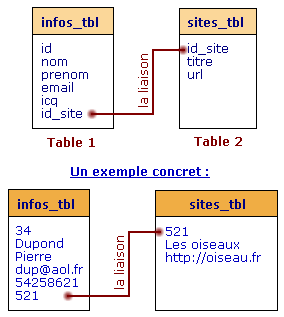 infos_tbl
id
nom
prenom
email
icq
id_site
la liaison
sites_tbl
id_site
titre
url
Table 1
Table 2
Un exemple concret :
infos_tbl
34
Dupond
Pierre
dup@aol.fr
54258621
521
la liaison
sites_tbl
521
Les oiseaux
http://oiseau.fr